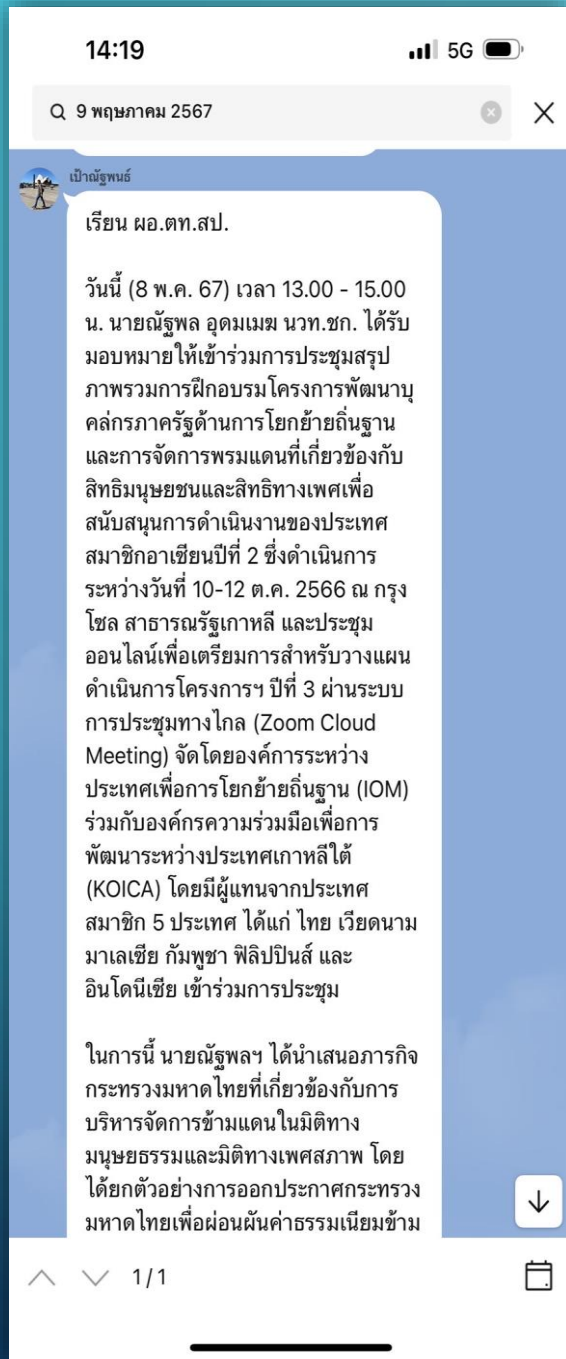 14:19
5G
9 พฤษภาคม 2567
เป้าณัฐพนธ์
เรียน ผอ.ตท.สป.
วันนี้ (8 พ.ค. 67) เวลา 13.00 - 15.00
น. นายณัฐพล อุดมเมฆ นวท.ชก. ได้รับ
มอบหมายให้เข้าร่วมการประชุมสรุป
ภาพรวมการฝึกอบรมโครงการพัฒนาบุ
คล่กรภาครัฐด้านการโยกย้ายถิ่นฐาน
และการจัดการพรมแดนที่เกี่ยวข้องกับ
สิทธิมนุษยชนและสิทธิทางเพศเพื่อ
สนับสนุนการดำเนินงานของประเทศ
สมาชิกอาเซียนปีที่ 2 ซึ่งดำเนินการ
ระหว่างวันที่ 10-12 ต.ค. 2566 ณ กรุง
โซล สาธารณรัฐเกาหลี และประชุม
ออนไลน์เพื่อเตรียมการสำหรับวางแผน
ดำเนินการโครงการฯ ปีที่ 3 ผ่านระบบ
การประชุมทางไกล (Zoom Cloud
Meeting) จัดโดยองค์การระหว่าง
ประเทศเพื่อการโยกย้ายถิ่นฐาน (IOM)
ร่วมกับองค์กรความร่วมมือเพื่อการ
พัฒนาระหว่างประเทศเกาหลีใต้
(KOICA) โดยมีผู้แทนจากประเทศ
สมาชิก 5 ประเทศ ได้แก่ ไทย เวียดนาม
มาเลเซีย กัมพูชา ฟิลิปปินส์ และ
อินโดนีเซีย เข้าร่วมการประชุม
ในการนี้ นายณัฐพลฯ ได้นำเสนอภารกิจ
กระทรวงมหาดไทยที่เกี่ยวข้องกับการ
บริหารจัดการข้ามแดนในมิติทาง
มนุษยธรรมและมิติทางเพศสภาพ โดย
ได้ยกตัวอย่างการออกประกาศกระทรวง
มหาดไทยเพื่อผ่อนผันค่าธรรมเนียมข้าม
1/1